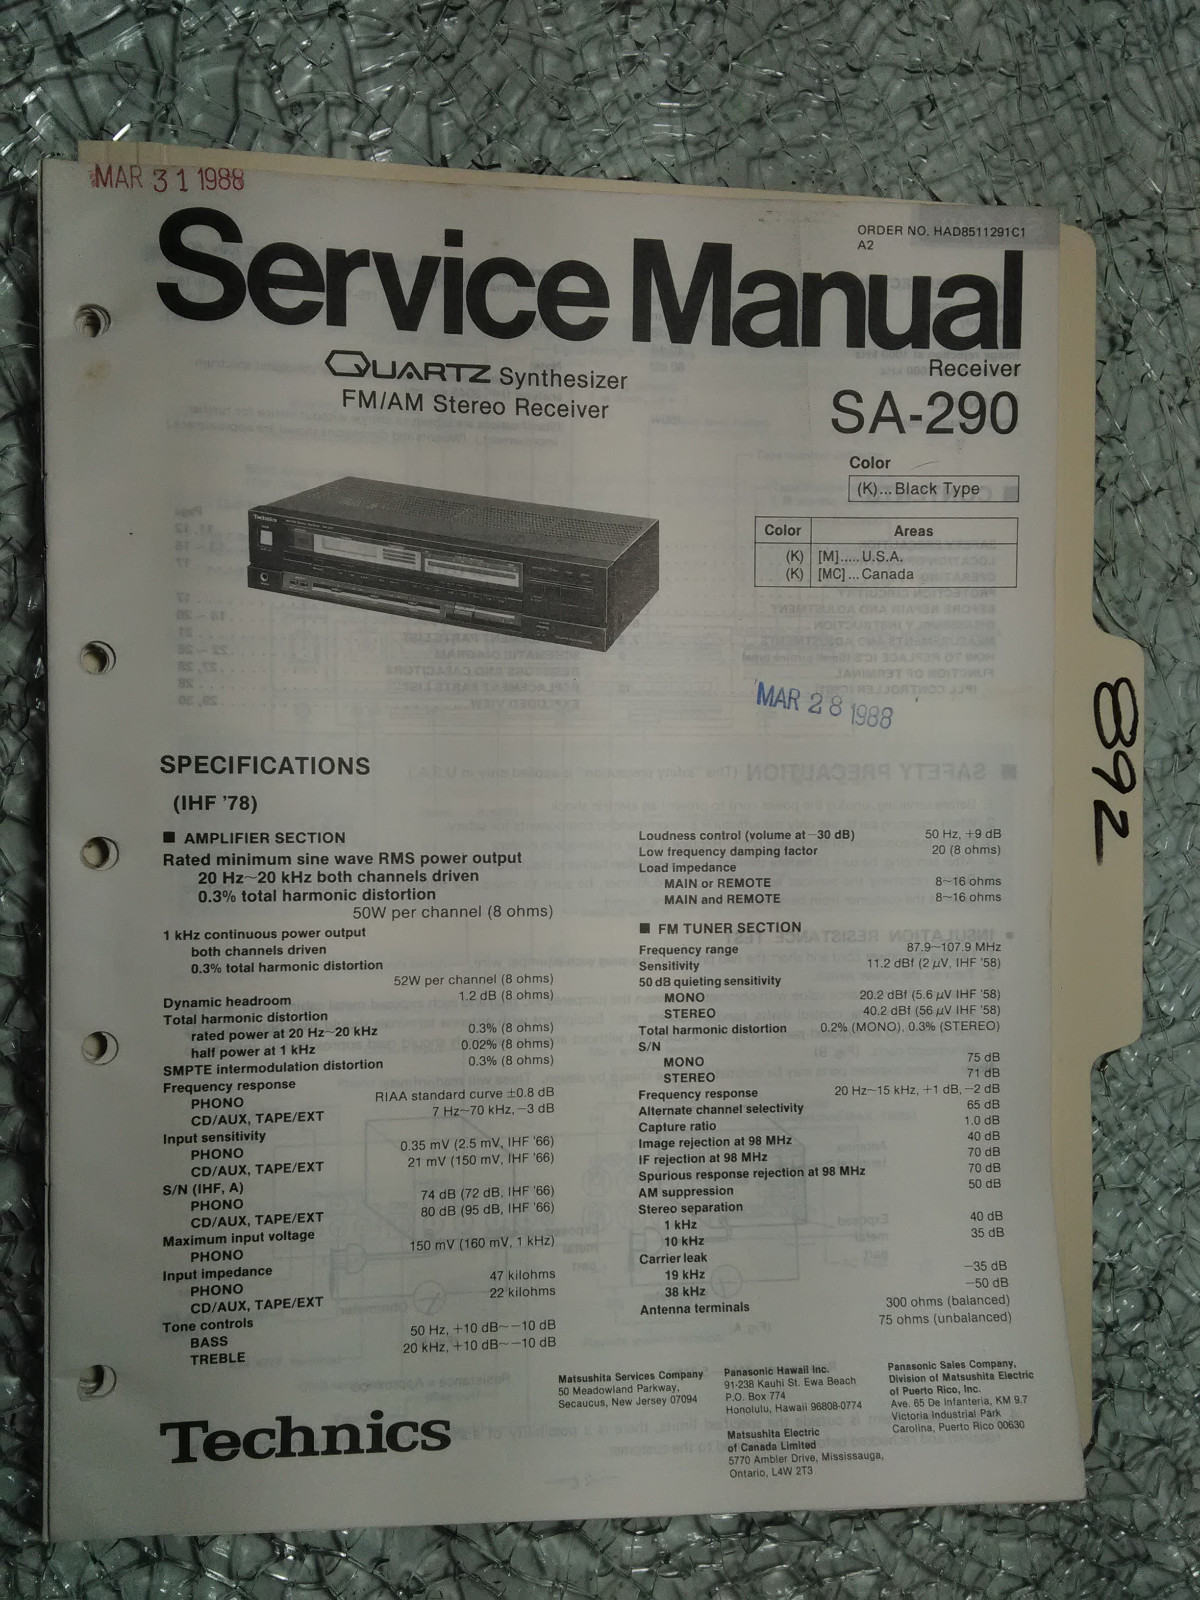 MAR 31 1988
ORDER NO. HAD8511291C1
A2
Service Manual
QUARTZ Synthesizer
FM/AM Stereo Receiver
Receiver
SA-290
Color
(K)... Black Type
Color Areas
(K) [M]..... U.S.A.
(K) [MC]... Canada
Technics
MAR 28 1988
892
SPECIFICATIONS
(IHF '78)
■ AMPLIFIER SECTION
Rated minimum sine wave RMS power output
20 Hz~20 kHz both channels driven
0.3% total harmonic distortion
50W per channel (8 ohms)
1 kHz continuous power output
both channels driven
0.3% total harmonic distortion
52W per channel (8 ohms)
Dynamic headroom 1.2 dB (8 ohms)
Total harmonic distortion
rated power at 20 Hz~20 kHz 0.3% (8 ohms)
half power at 1 kHz 0.02% (8 ohms)
SMPTE intermodulation distortion 0.3% (8 ohms)
Frequency response
PHONO RIAA standard curve ±0.8 dB
CD/AUX, TAPE/EXT 7 Hz~70 kHz, −3 dB
Input sensitivity
PHONO 0.35 mV (2.5 mV, IHF '66)
CD/AUX, TAPE/EXT 21 mV (150 mV, IHF '66)
S/N (IHF, A)
PHONO 74 dB (72 dB, IHF '66)
CD/AUX, TAPE/EXT 80 dB (95 dB, IHF '66)
Maximum input voltage
PHONO 150 mV (160 mV, 1 kHz)
Input impedance
PHONO 47 kilohms
CD/AUX, TAPE/EXT 22 kilohms
Tone controls
BASS 50 Hz, +10 dB~−10 dB
TREBLE 20 kHz, +10 dB~−10 dB
Loudness control (volume at −30 dB) 50 Hz, +9 dB
Low frequency damping factor 20 (8 ohms)
Load impedance
MAIN or REMOTE 8~16 ohms
MAIN and REMOTE 8~16 ohms
■ FM TUNER SECTION
Frequency range 87.9~107.9 MHz
Sensitivity 11.2 dBf (2 µV, IHF '58)
50 dB quieting sensitivity
MONO 20.2 dBf (5.6 µV IHF '58)
STEREO 40.2 dBf (56 µV IHF '58)
Total harmonic distortion 0.2% (MONO), 0.3% (STEREO)
S/N
MONO 75 dB
STEREO 71 dB
Frequency response 20 Hz~15 kHz, +1 dB, −2 dB
Alternate channel selectivity 65 dB
Capture ratio 1.0 dB
Image rejection at 98 MHz 40 dB
IF rejection at 98 MHz 70 dB
Spurious response rejection at 98 MHz 70 dB
AM suppression 50 dB
Stereo separation
1 kHz 40 dB
10 kHz 35 dB
Carrier leak
19 kHz −35 dB
38 kHz −50 dB
Antenna terminals 300 ohms (balanced)
75 ohms (unbalanced)
Technics
Matsushita Services Company
50 Meadowland Parkway,
Secaucus, New Jersey 07094
Panasonic Hawaii Inc.
91-238 Kauhi St. Ewa Beach
P.O. Box 774
Honolulu, Hawaii 96808-0774
Matsushita Electric
of Canada Limited
5770 Ambler Drive, Mississauga,
Ontario, L4W 2T3
Panasonic Sales Company,
Division of Matsushita Electric
of Puerto Rico, Inc.
Ave. 65 De Infanteria, KM 9.7
Victoria Industrial Park
Carolina, Puerto Rico 00630